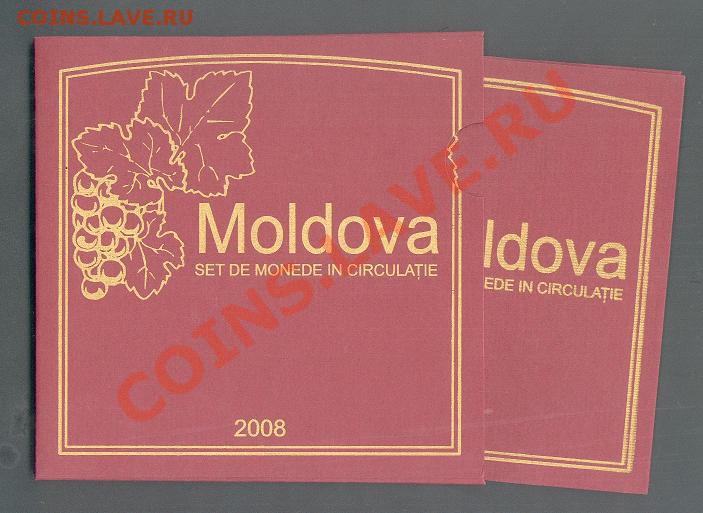 COINS.LAVE.RU
Moldova
SET DE MONEDE IN CIRCULAȚIE
2008
ldova
EDE IN CIRCULAȚIE
COINS.LAVE.RU